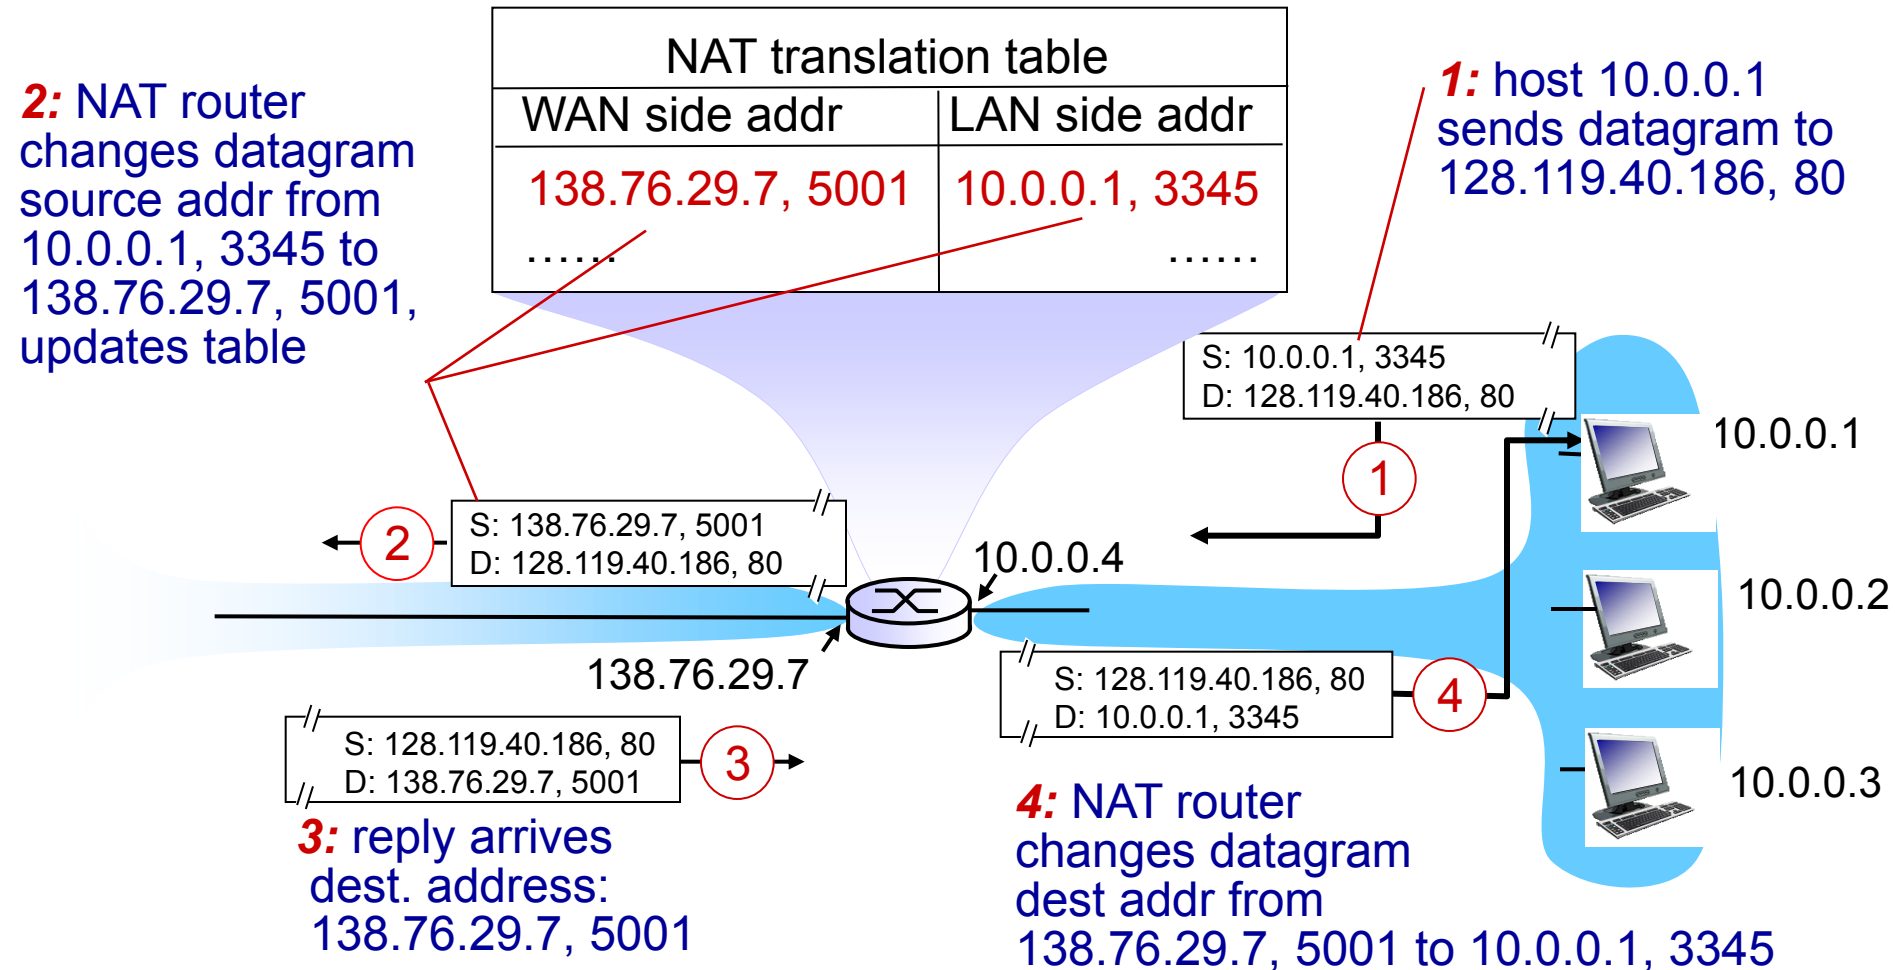 NAT translation table
WAN side addr LAN side addr
138.76.29.7, 5001 10.0.0.1, 3345
...... ......
2: NAT router
changes datagram
source addr from
10.0.0.1, 3345 to
138.76.29.7, 5001,
updates table
1: host 10.0.0.1
sends datagram to
128.119.40.186, 80
S: 10.0.0.1, 3345
D: 128.119.40.186, 80
1
10.0.0.1
2
S: 138.76.29.7, 5001
D: 128.119.40.186, 80
10.0.0.4
10.0.0.2
138.76.29.7
S: 128.119.40.186, 80
D: 10.0.0.1, 3345
4
S: 128.119.40.186, 80
D: 138.76.29.7, 5001
3
10.0.0.3
3: reply arrives
dest. address:
138.76.29.7, 5001
4: NAT router
changes datagram
dest addr from
138.76.29.7, 5001 to 10.0.0.1, 3345